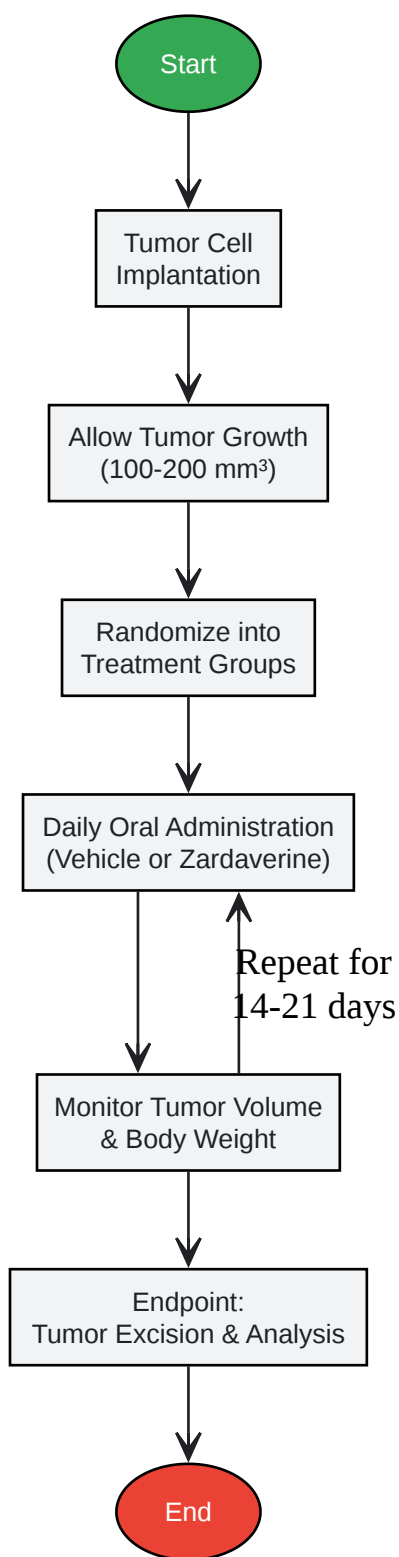 Start
Tumor Cell
Implantation
Allow Tumor Growth
(100-200 mm³)
Randomize into
Treatment Groups
Daily Oral Administration
(Vehicle or Zardaverine)
Repeat for
14-21 days
Monitor Tumor Volume
& Body Weight
Endpoint:
Tumor Excision & Analysis
End